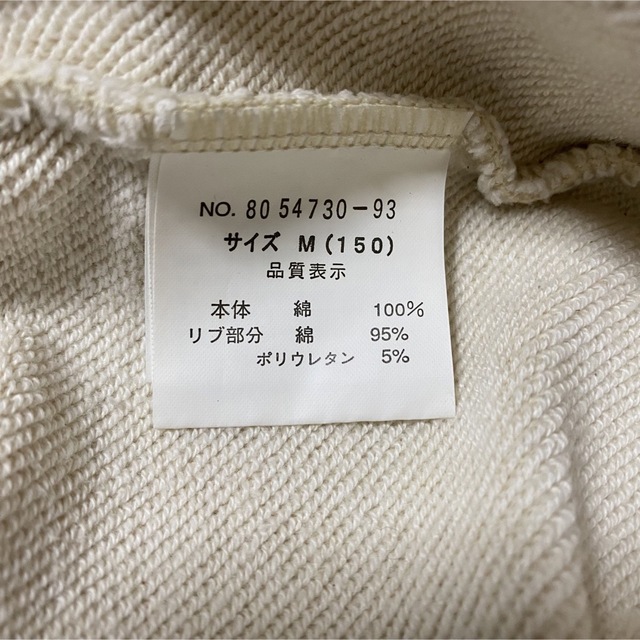 NO. 80 54730-93
サイズ M(150)
品質表示
本体 綿 100%
リブ部分 綿 95%
ポリウレタン 5%